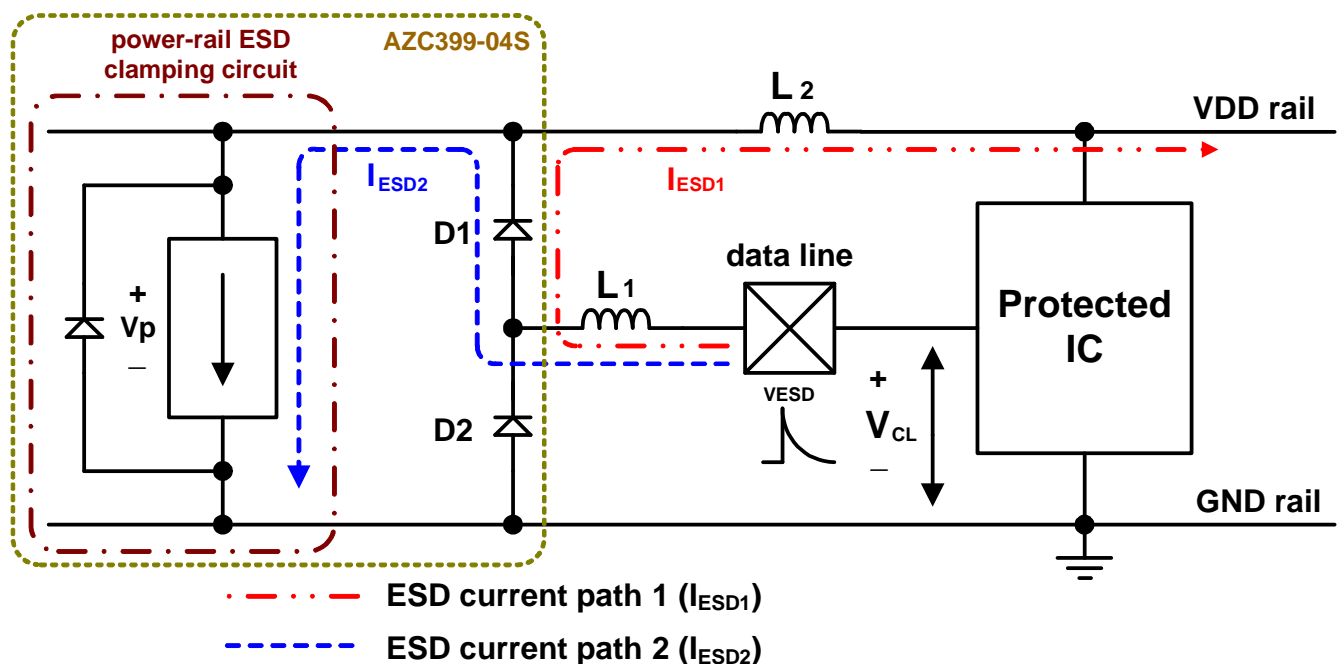 power-rail ESD
clamping circuit
AZC399-04S
L 2
VDD rail
IESD2
IESD1
D1
data line
L 1
+
Vp
_
Protected
IC
VESD
+
VCL
_
D2
GND rail
ESD current path 1 (IESD1)
ESD current path 2 (IESD2)